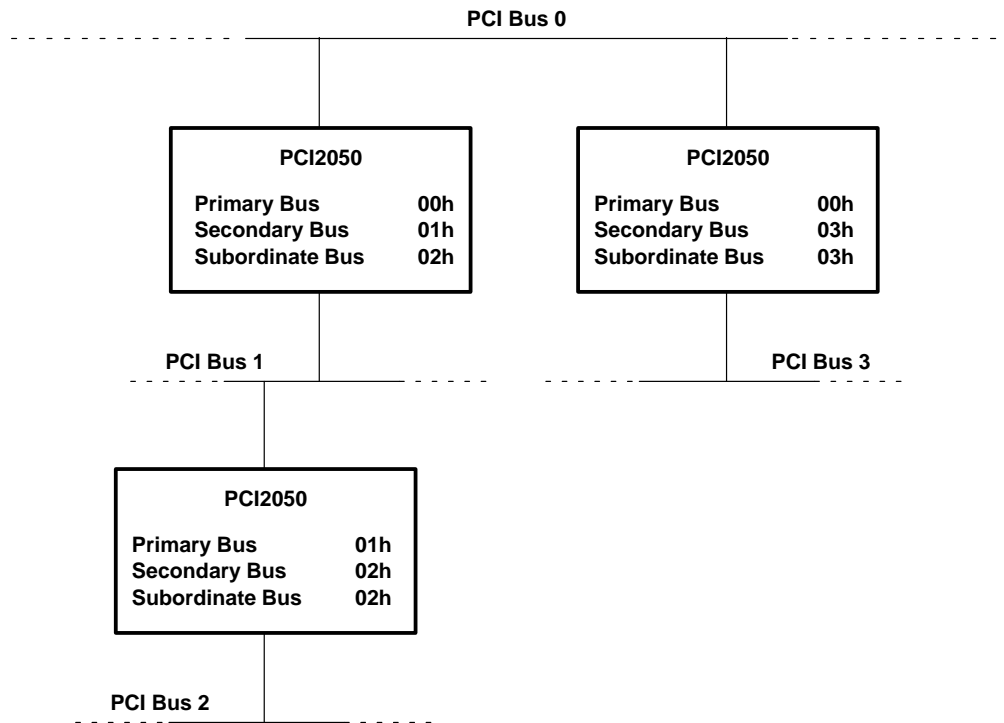 PCI Bus 0
PCI2050
Primary Bus 00h
Secondary Bus 01h
Subordinate Bus 02h
PCI2050
Primary Bus 00h
Secondary Bus 03h
Subordinate Bus 03h
PCI Bus 1
PCI Bus 3
PCI2050
Primary Bus 01h
Secondary Bus 02h
Subordinate Bus 02h
PCI Bus 2